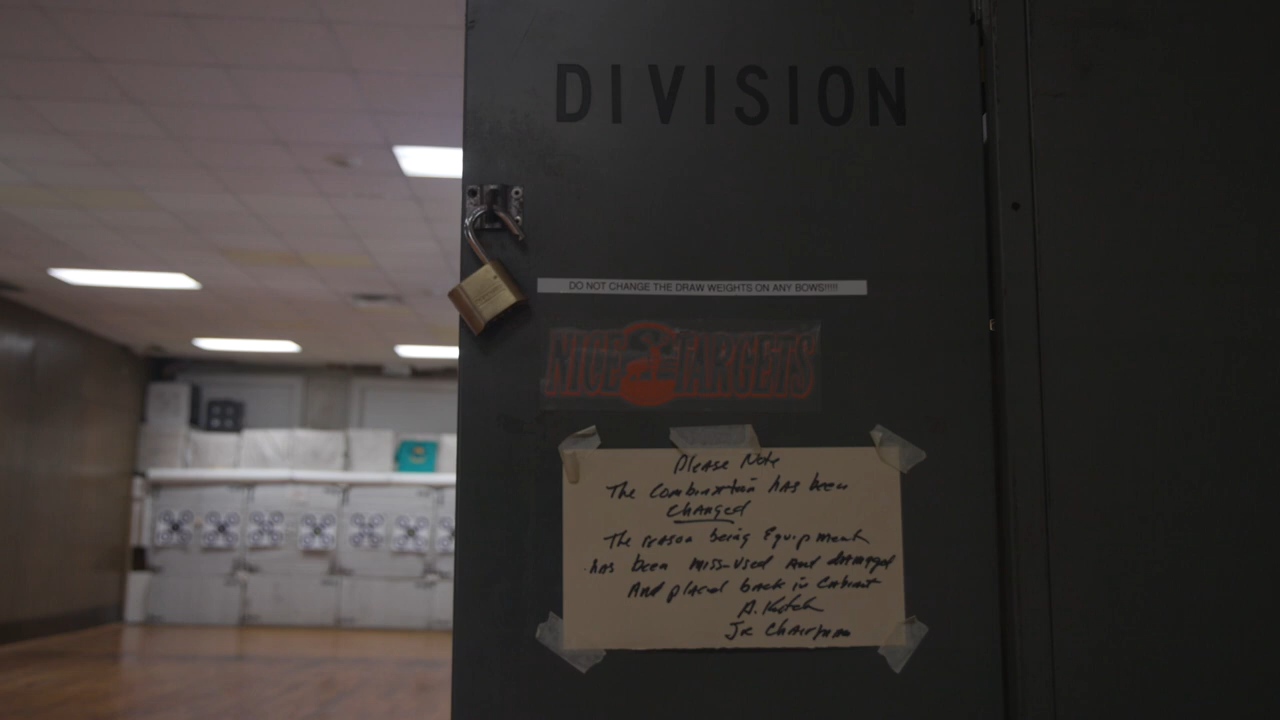 DIVISION
DO NOT CHANGE THE DRAW WEIGHTS ON ANY BOWS!!!!!
NICE TARGETS
Please Note
The Combination has been
Changed
The reason being Equipment
has been miss-used and damaged
And placed back in Cabinet
Jr Chairman